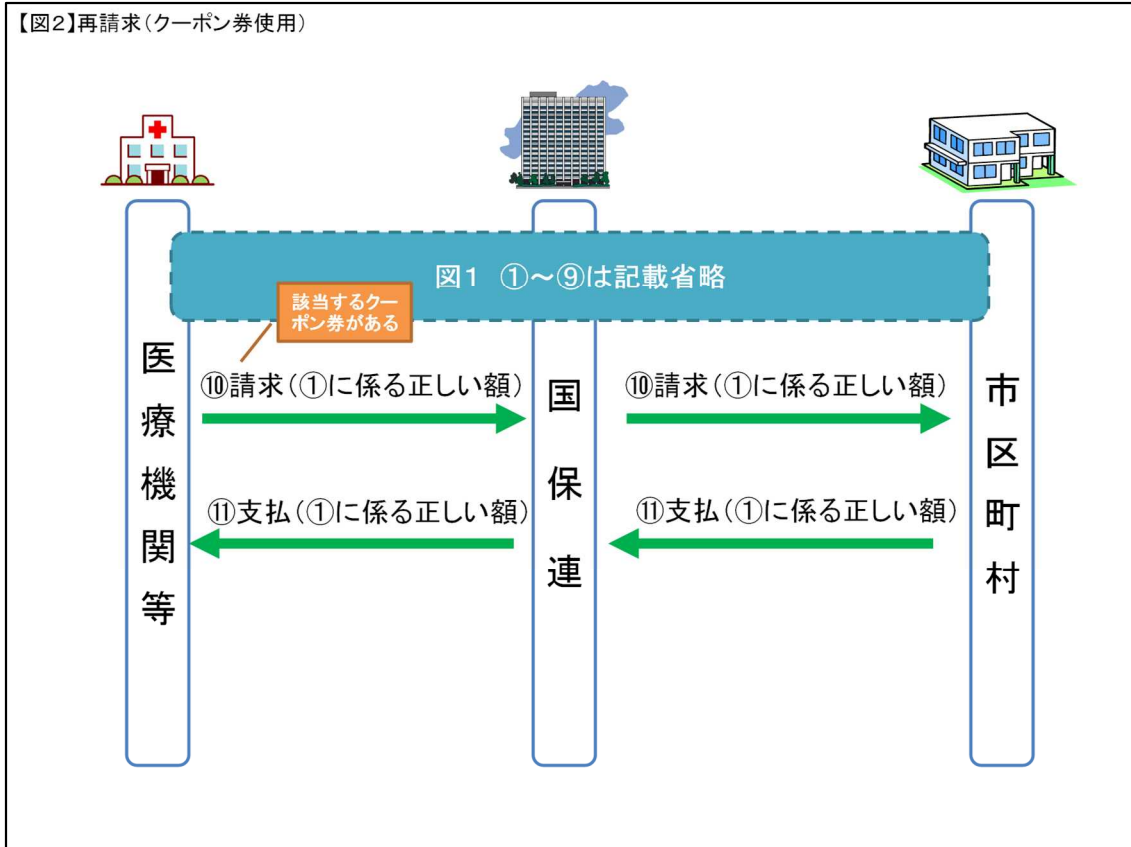 【図2】再請求(クーポン券使用)
図1 ①～⑨は記載省略
該当するクー
ポン券がある
⑩請求(①に係る正しい額)
⑩請求(①に係る正しい額)
⑪支払(①に係る正しい額)
⑪支払(①に係る正しい額)
医療機関等
国保連
市区町村